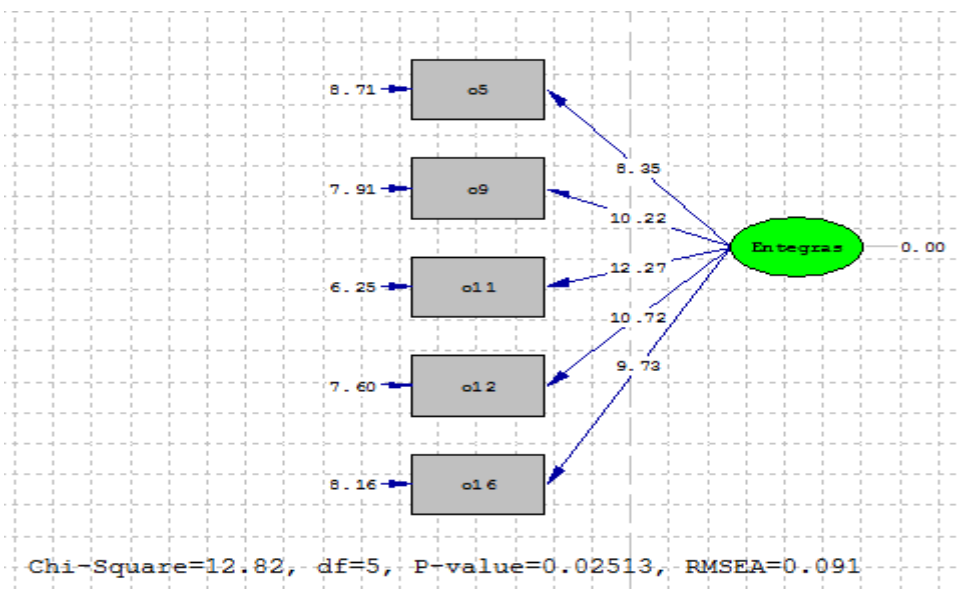 8.71 o5
8.35
7.91 o9
10.22
Entegras 0.00
12.27
6.25 o11
10.72
9.73
7.60 o12
8.16 o16
Chi-Square=12.82, df=5, P-value=0.02513, RMSEA=0.091